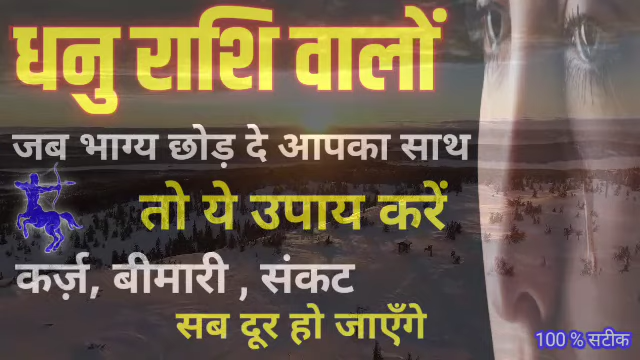 धनु राशि वालों
जब भाग्य छोड़ दे आपका साथ
तो ये उपाय करें
कर्ज़, बीमारी , संकट
सब दूर हो जाएँगे
100 % सटीक